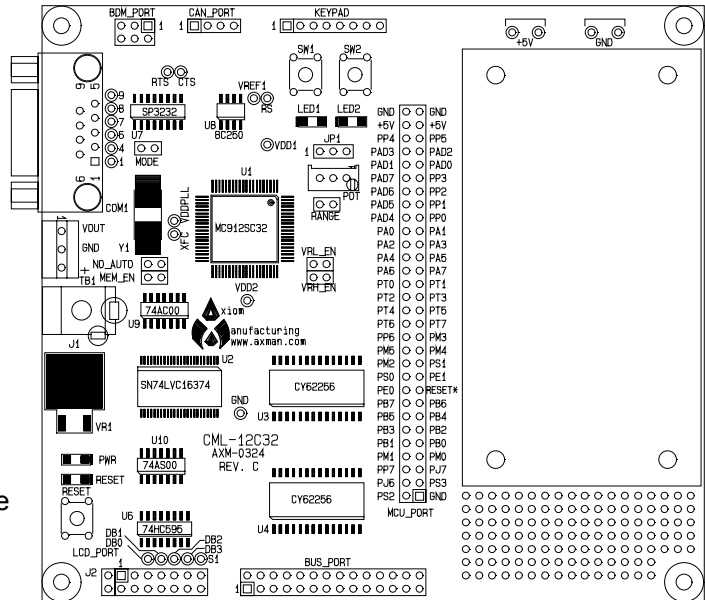 BDM_PORT
1
CAN_PORT
1
KEYPAD
1
+5V
GND
SW1
SW2
RTS
CTS
VREF1
RS
LED1
LED2
9
5
9
8
7
6
4
1
6
1
SP3232
U7
U8
8C250
MODE
VDD1
JP1
1
POT
RANGE
COM1
U1
MC912SC32
VDDPLL
XFC
Y1
1
VOUT
GND
+
TB1
NO_AUTO
MEM_EN
VRL_EN
VRH_EN
VDD2
74AC00
U9
Axiom
Manufacturing
www.axman.com
J1
SN74LVC16374
U2
CY62256
U3
GND
VR1
CML-12C32
AXM-0324
REV. C
U10
74AS00
PWR
RESET
RESET
CY62256
U4
U6
74HC595
DB1
DB0
DB2
DB3
S1
LCD_PORT
J2
1
BUS_PORT
1
GND GND
+5V +5V
PP4 PP5
PAD3 PAD2
PAD1 PAD0
PAD7 PP3
PAD6 PP2
PAD5 PP1
PAD4 PP0
PA0 PA1
PA2 PA3
PA4 PA5
PA6 PA7
PT0 PT1
PT2 PT3
PT4 PT5
PT6 PT7
PP6 PM3
PM5 PM4
PM2 PS1
PS0 PE1
PE0 RESET*
PB7 PB6
PB5 PB4
PB3 PB2
PB1 PB0
PM1 PM0
PP7 PJ7
PJ6 PS3
PS2 GND
MCU_PORT
e